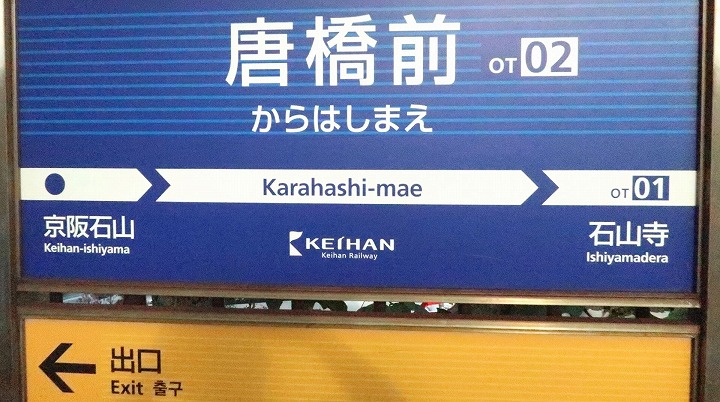 唐橋前 OT 02
からはしまえ
Karahashi-mae
OT 01
京阪石山
Keihan-ishiyama
KEIHAN
Keihan Railway
石山寺
Ishiyamadera
出口
Exit 출구